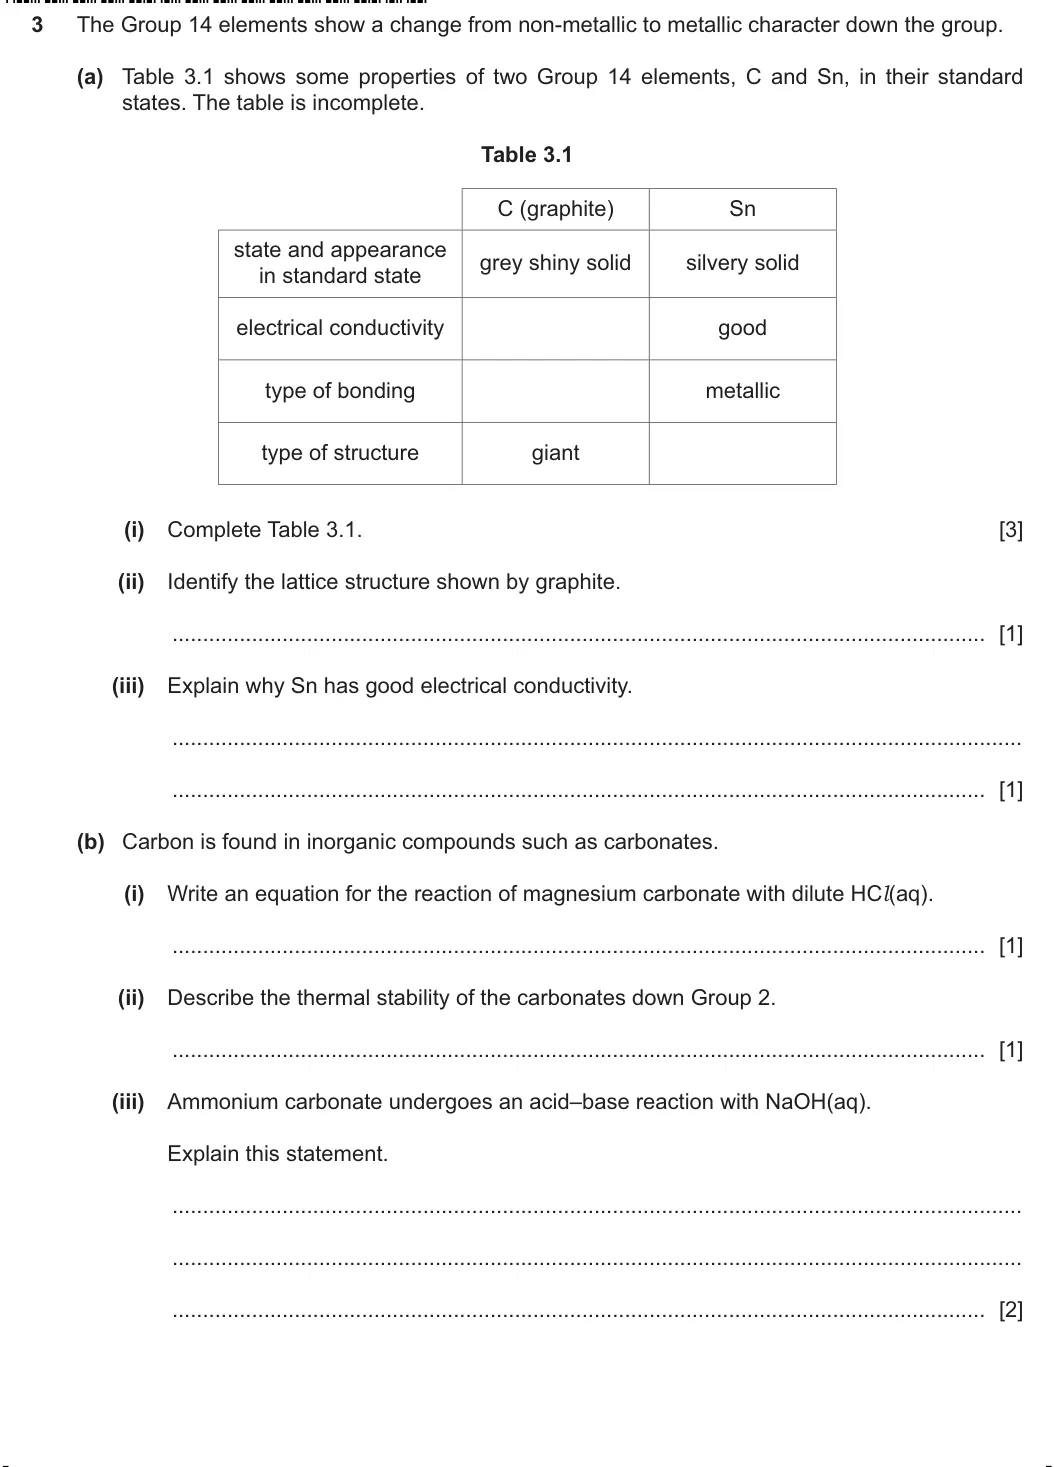 3 The Group 14 elements show a change from non-metallic to metallic character down the group.
(a) Table 3.1 shows some properties of two Group 14 elements, C and Sn, in their standard
states. The table is incomplete.
Table 3.1
C (graphite) Sn
state and appearance
in standard state grey shiny solid silvery solid
electrical conductivity good
type of bonding metallic
type of structure giant
(i) Complete Table 3.1. [3]
(ii) Identify the lattice structure shown by graphite.
.......................................................................................................................................... [1]
(iii) Explain why Sn has good electrical conductivity.
................................................................................................................................................
.......................................................................................................................................... [1]
(b) Carbon is found in inorganic compounds such as carbonates.
(i) Write an equation for the reaction of magnesium carbonate with dilute HCl(aq).
.......................................................................................................................................... [1]
(ii) Describe the thermal stability of the carbonates down Group 2.
.......................................................................................................................................... [1]
(iii) Ammonium carbonate undergoes an acid–base reaction with NaOH(aq).
Explain this statement.
................................................................................................................................................
................................................................................................................................................
.......................................................................................................................................... [2]